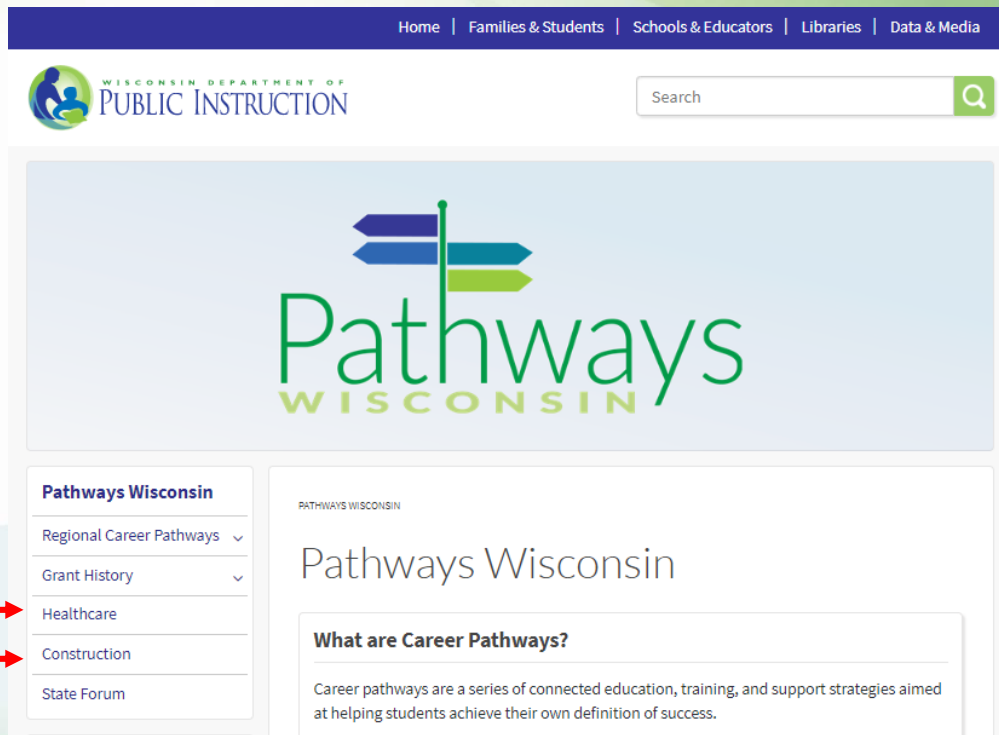 Home | Families & Students | Schools & Educators | Libraries | Data & Media
WISCONSIN DEPARTMENT OF
PUBLIC INSTRUCTION
Search
Pathways
WISCONSIN
Pathways Wisconsin
Regional Career Pathways
Grant History
Healthcare
Construction
State Forum
PATHWAYS WISCONSIN
Pathways Wisconsin
What are Career Pathways?
Career pathways are a series of connected education, training, and support strategies aimed
at helping students achieve their own definition of success.